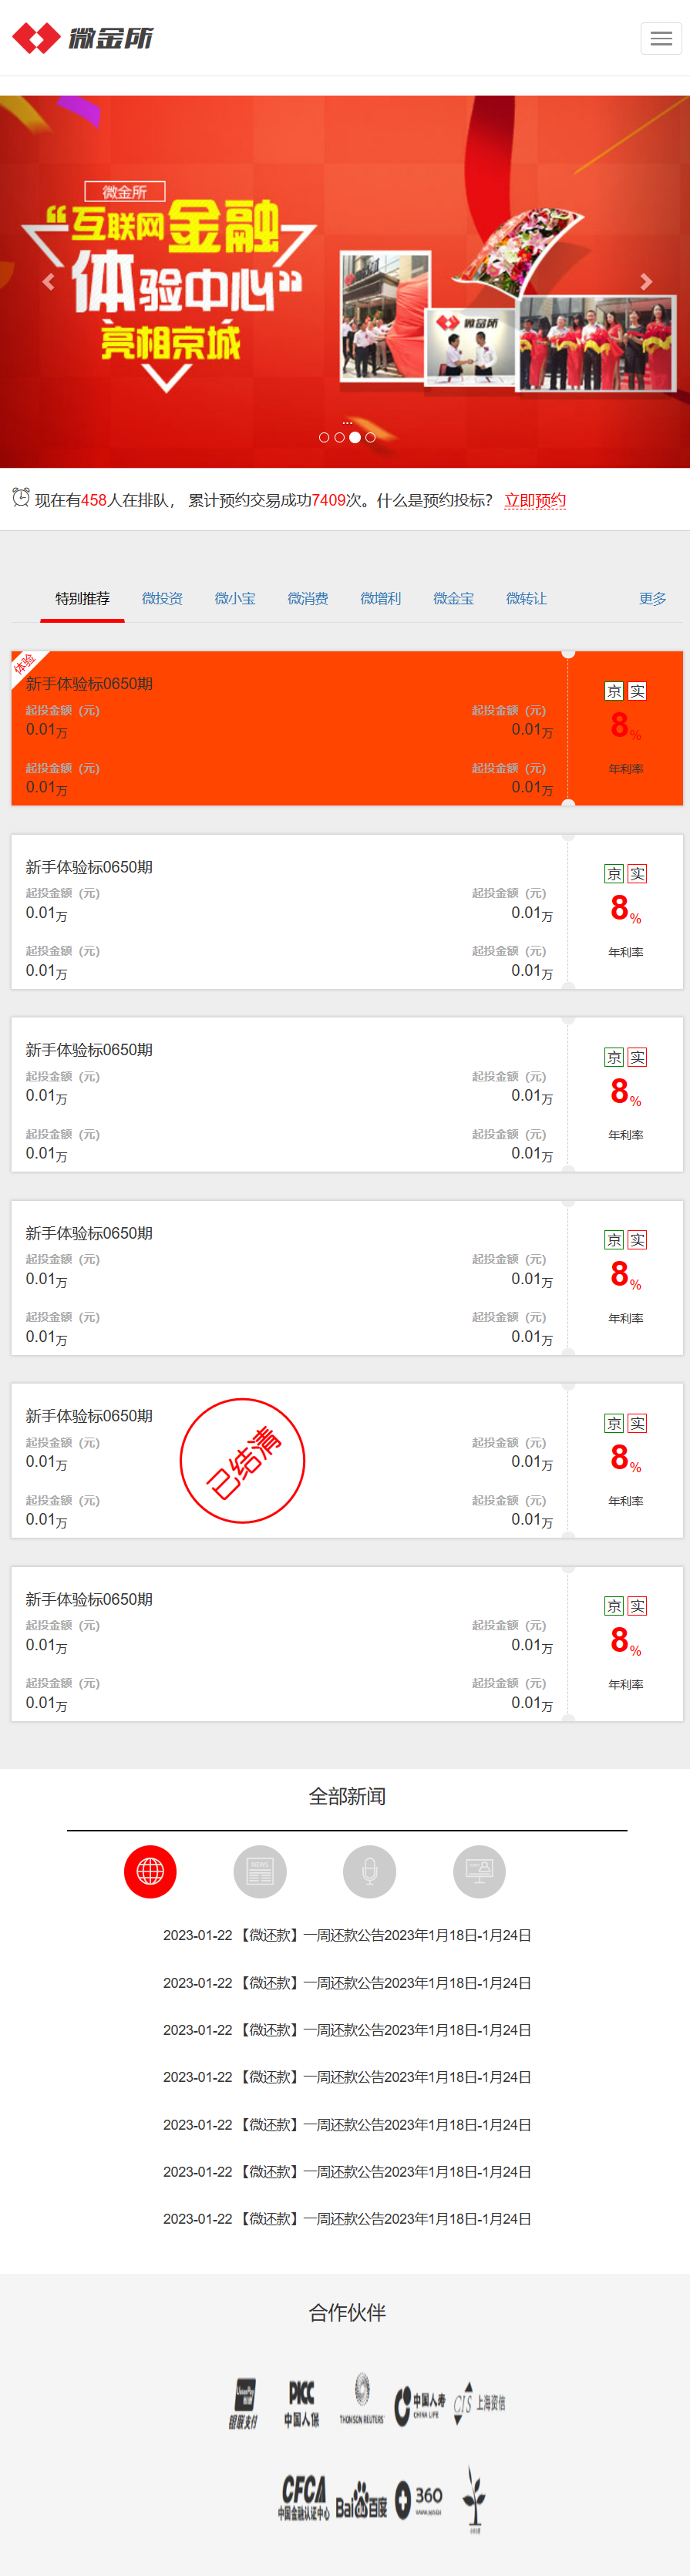 微金所
微金所
“互联网金融
体验中心”
亮相京城
微金所
...
现在有458人在排队， 累计预约交易成功7409次。什么是预约投标？ 立即预约
特别推荐 微投资 微小宝 微消费 微增利 微金宝 微转让 更多
体验
新手体验标0650期
京 实
起投金额（元） 起投金额（元）
0.01万 0.01万
8%
起投金额（元） 起投金额（元）
年利率
0.01万 0.01万
新手体验标0650期
京 实
起投金额（元） 起投金额（元）
0.01万 0.01万
8%
起投金额（元） 起投金额（元）
年利率
0.01万 0.01万
新手体验标0650期
京 实
起投金额（元） 起投金额（元）
0.01万 0.01万
8%
起投金额（元） 起投金额（元）
年利率
0.01万 0.01万
新手体验标0650期
京 实
起投金额（元） 起投金额（元）
0.01万 0.01万
8%
起投金额（元） 起投金额（元）
年利率
0.01万 0.01万
新手体验标0650期
京 实
起投金额（元） 起投金额（元）
0.01万 0.01万
已结清
8%
起投金额（元） 起投金额（元）
年利率
0.01万 0.01万
新手体验标0650期
京 实
起投金额（元） 起投金额（元）
0.01万 0.01万
8%
起投金额（元） 起投金额（元）
年利率
0.01万 0.01万
全部新闻
NEWS
2023-01-22 【微还款】一周还款公告2023年1月18日-1月24日
2023-01-22 【微还款】一周还款公告2023年1月18日-1月24日
2023-01-22 【微还款】一周还款公告2023年1月18日-1月24日
2023-01-22 【微还款】一周还款公告2023年1月18日-1月24日
2023-01-22 【微还款】一周还款公告2023年1月18日-1月24日
2023-01-22 【微还款】一周还款公告2023年1月18日-1月24日
2023-01-22 【微还款】一周还款公告2023年1月18日-1月24日
合作伙伴
UnionPay
银联
银联支付
PICC
中国人保
THOMSON REUTERS
中国人寿
CHINA LIFE
CIS 上海资信
CFCA
中国金融认证中心
Bai百度
360